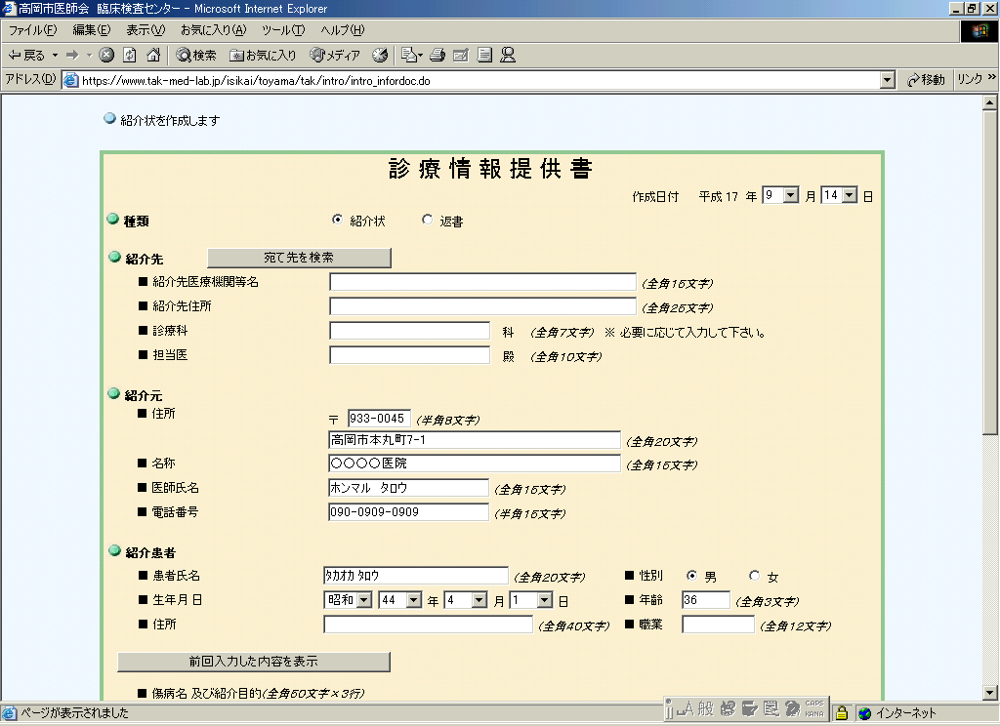 高岡市医師会 臨床検査センター - Microsoft Internet Explorer
ファイル(F) 編集(E) 表示(V) お気に入り(A) ツール(T) ヘルプ(H)
戻る 検索 お気に入り メディア
アドレス(D) https://www.tak-med-lab.jp/isikai/toyama/tak/intro/intro_infordoc.do 移動 リンク »
紹介状を作成します
診療情報提供書
作成日付 平成 17 年 9 月 14 日
種類 紹介状 返書
紹介先 宛て先を検索
■ 紹介先医療機関等名 (全角15文字)
■ 紹介先住所 (全角25文字)
■ 診療科 科 (全角7文字) ※ 必要に応じて入力して下さい。
■ 担当医 殿 (全角10文字)
紹介元
■ 住所
〒 933-0045 (半角8文字)
高岡市本丸町7-1 (全角20文字)
■ 名称 〇〇〇〇医院 (全角15文字)
■ 医師氏名 ホンマル タロウ (全角15文字)
■ 電話番号 090-0909-0909 (半角15文字)
紹介患者
■ 患者氏名 ﾀｶｵｶ ﾀﾛｳ (全角20文字) ■ 性別 男 女
■ 生年月日 昭和 44 年 4 月 1 日 ■ 年齢 36 (全角3文字)
■ 住所 (全角40文字) ■ 職業 (全角12文字)
前回入力した内容を表示
■ 傷病名 及び紹介目的(全角50文字×3行)
ページが表示されました A 般 CAPS KANA インターネット